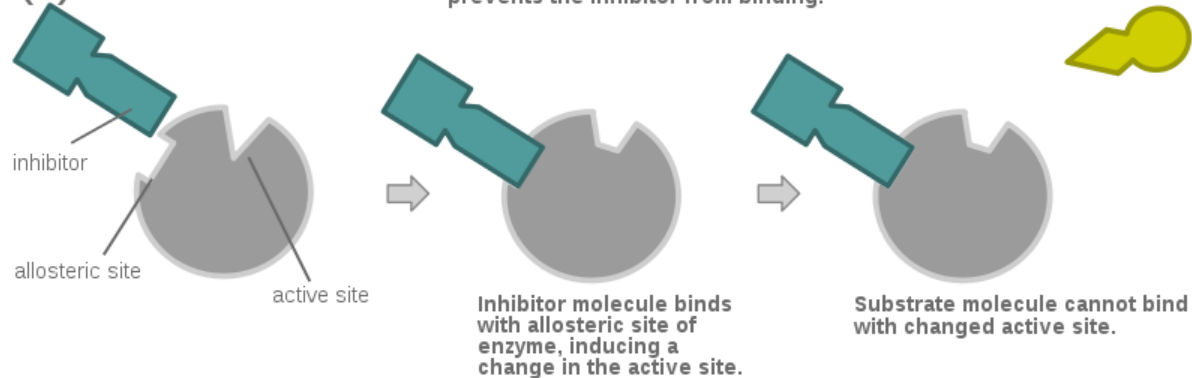 prevents the inhibitor from binding.
inhibitor
allosteric site
active site
Inhibitor molecule binds
with allosteric site of
enzyme, inducing a
change in the active site.
Substrate molecule cannot bind
with changed active site.